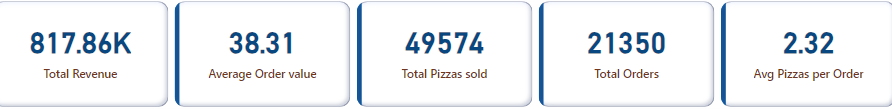 817.86K 38.31 49574 21350 2.32
Total Revenue Average Order value Total Pizzas sold Total Orders Avg Pizzas per Order